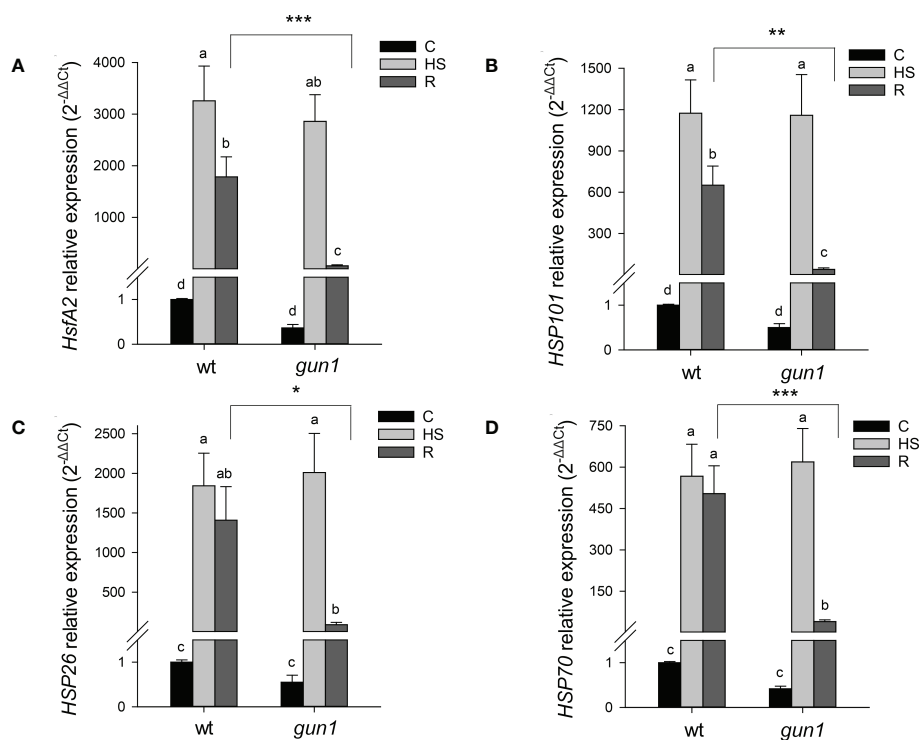 A
HsfA2 relative expression (2-ΔΔCt)
***
C
HS
R
4000
3000
2000
1000
1
0
a
b
d
ab
c
d
wt
gun1
B
HSP101 relative expression (2-ΔΔCt)
**
C
HS
R
1500
1200
900
600
300
1
0
a
b
d
a
c
d
wt
gun1
C
HSP26 relative expression (2-ΔΔCt)
*
C
HS
R
2500
2000
1500
1000
500
1
0
a
ab
c
a
b
c
wt
gun1
D
HSP70 relative expression (2-ΔΔCt)
***
C
HS
R
750
600
450
300
150
1
0
a
a
c
a
b
c
wt
gun1